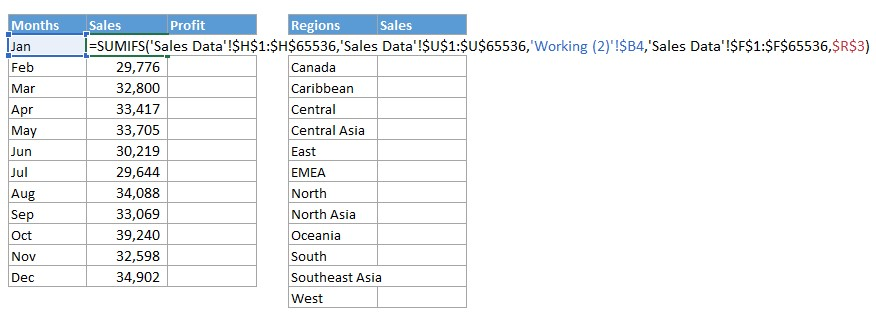 Months Sales Profit Regions Sales
Jan =SUMIFS('Sales Data'!$H$1:$H$65536,'Sales Data'!$U$1:$U$65536,'Working (2)'!$B4,'Sales Data'!$F$1:$F$65536,$R$3)
Feb 29,776 Canada
Mar 32,800 Caribbean
Apr 33,417 Central
May 33,705 Central Asia
Jun 30,219 East
Jul 29,644 EMEA
Aug 34,088 North
Sep 33,069 North Asia
Oct 39,240 Oceania
Nov 32,598 South
Dec 34,902 Southeast Asia
West